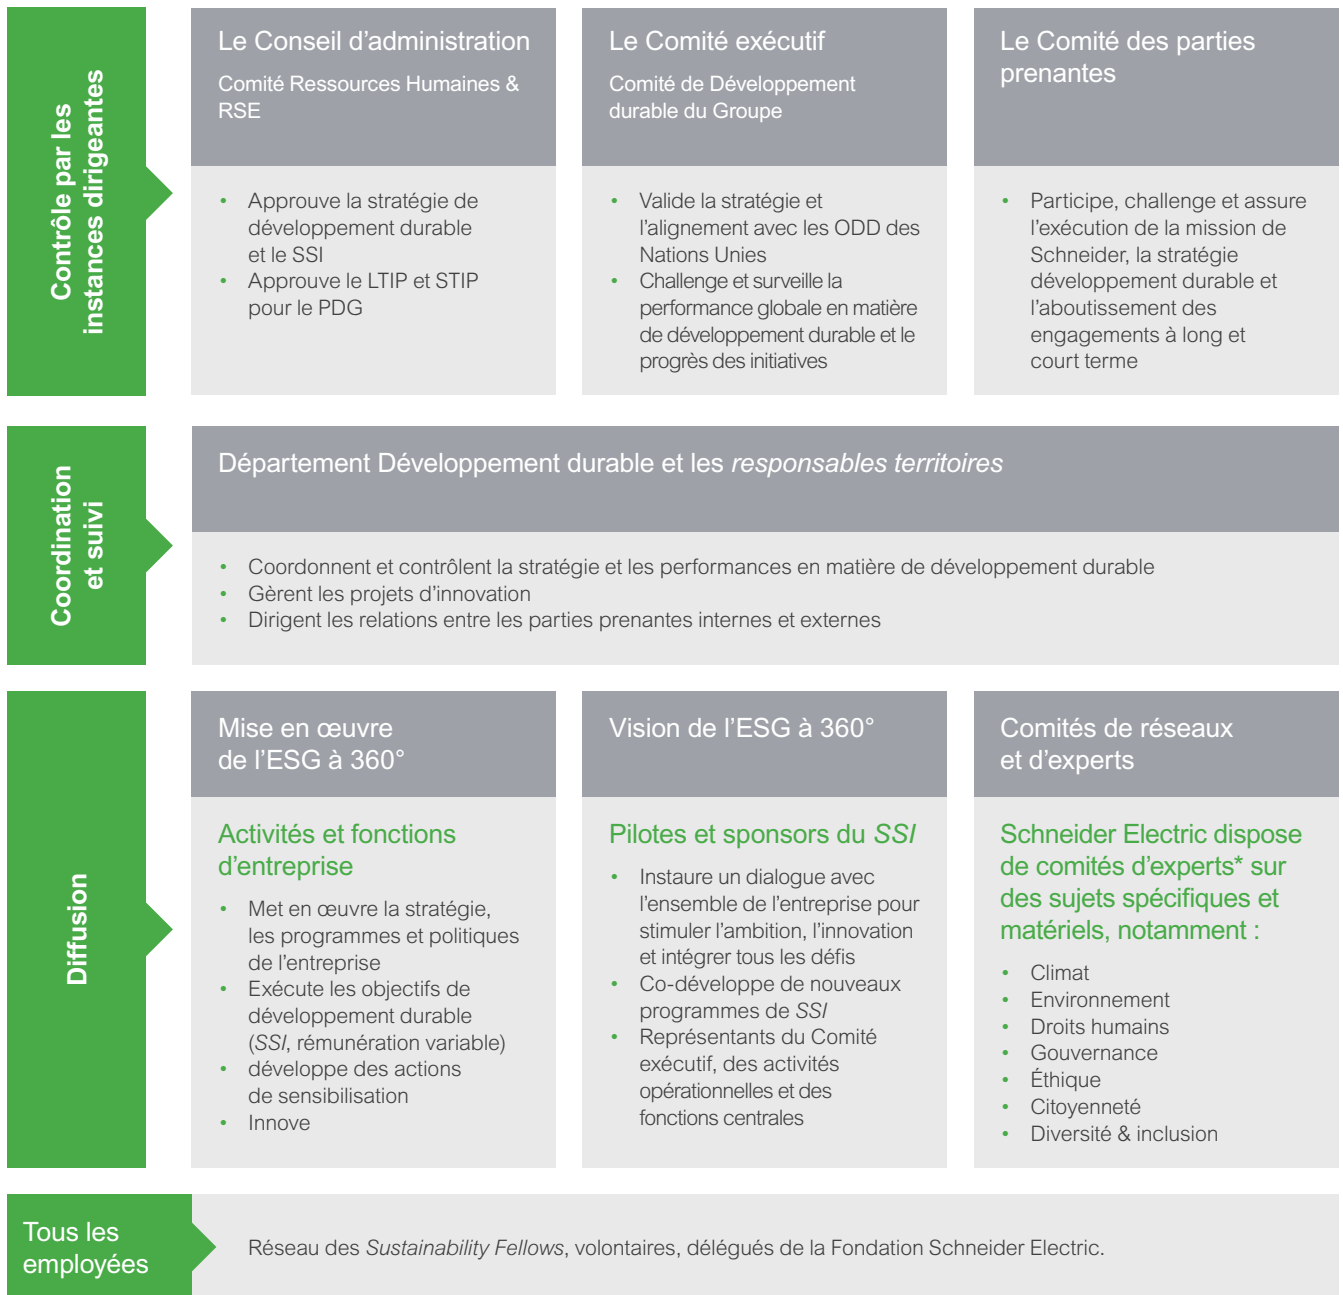 Contrôle par les
instances dirigeantes
Le Conseil d’administration
Comité Ressources Humaines &
RSE
• Approuve la stratégie de
développement durable
et le SSI
• Approuve le LTIP et STIP
pour le PDG
Le Comité exécutif
Comité de Développement
durable du Groupe
• Valide la stratégie et
l’alignement avec les ODD des
Nations Unies
• Challenge et surveille la
performance globale en matière
de développement durable et le
progrès des initiatives
Le Comité des parties
prenantes
• Participe, challenge et assure
l’exécution de la mission de
Schneider, la stratégie
développement durable et
l’aboutissement des
engagements à long et
court terme
Coordination
et suivi
Département Développement durable et les responsables territoires
• Coordonnent et contrôlent la stratégie et les performances en matière de développement durable
• Gèrent les projets d’innovation
• Dirigent les relations entre les parties prenantes internes et externes
Diffusion
Mise en œuvre
de l’ESG à 360°
Activités et fonctions
d’entreprise
• Met en œuvre la stratégie,
les programmes et politiques
de l’entreprise
• Exécute les objectifs de
développement durable
(SSI, rémunération variable)
• développe des actions
de sensibilisation
• Innove
Vision de l’ESG à 360°
Pilotes et sponsors du SSI
• Instaure un dialogue avec
l’ensemble de l’entreprise pour
stimuler l’ambition, l’innovation
et intégrer tous les défis
• Co-développe de nouveaux
programmes de SSI
• Représentants du Comité
exécutif, des activités
opérationnelles et des
fonctions centrales
Comités de réseaux
et d’experts
Schneider Electric dispose
de comités d’experts* sur
des sujets spécifiques et
matériels, notamment :
• Climat
• Environnement
• Droits humains
• Gouvernance
• Éthique
• Citoyenneté
• Diversité & inclusion
Tous les
employées
Réseau des Sustainability Fellows, volontaires, délégués de la Fondation Schneider Electric.